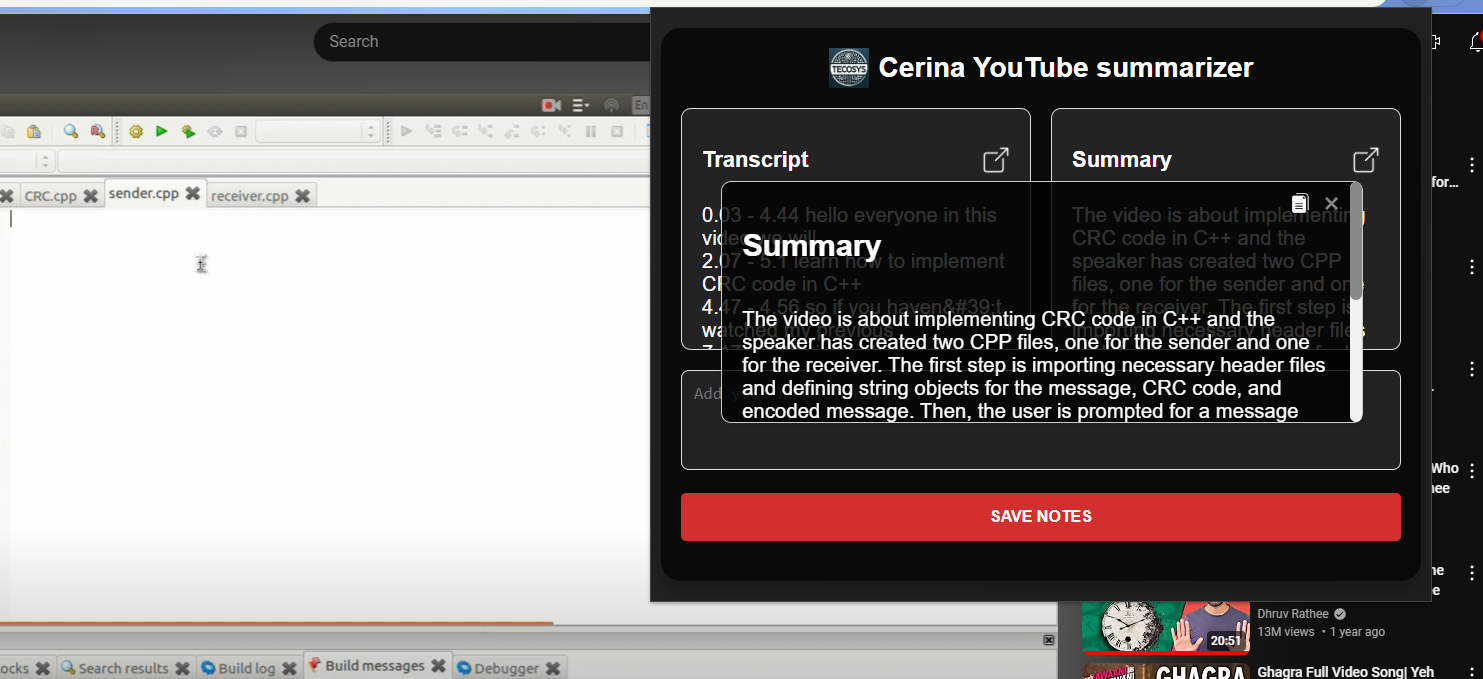 Search
TECOSYS
Cerina YouTube summarizer
En
CRC.cpp
sender.cpp
receiver.cpp
Transcript
0.03 - 4.44 hello everyone in this
video we will
2.07 - 5.1 learn how to implement
CRC code in C++
4.47 - 4.56 so if you haven&#39;t
watched my previous
Summary
The video is about implementing
CRC code in C++ and the
speaker has created two CPP
files, one for the sender and one
for the receiver. The first step is
importing necessary header files
Summary
The video is about implementing CRC code in C++ and the
speaker has created two CPP files, one for the sender and one
for the receiver. The first step is importing necessary header files
and defining string objects for the message, CRC code, and
encoded message. Then, the user is prompted for a message
Add
SAVE NOTES
for...
Who
nee
ne
e
20:51
Dhruv Rathee
13M views • 1 year ago
GHAGRA
Ghagra Full Video Song| Yeh
ocks
Search results
Build log
Build messages
Debugger